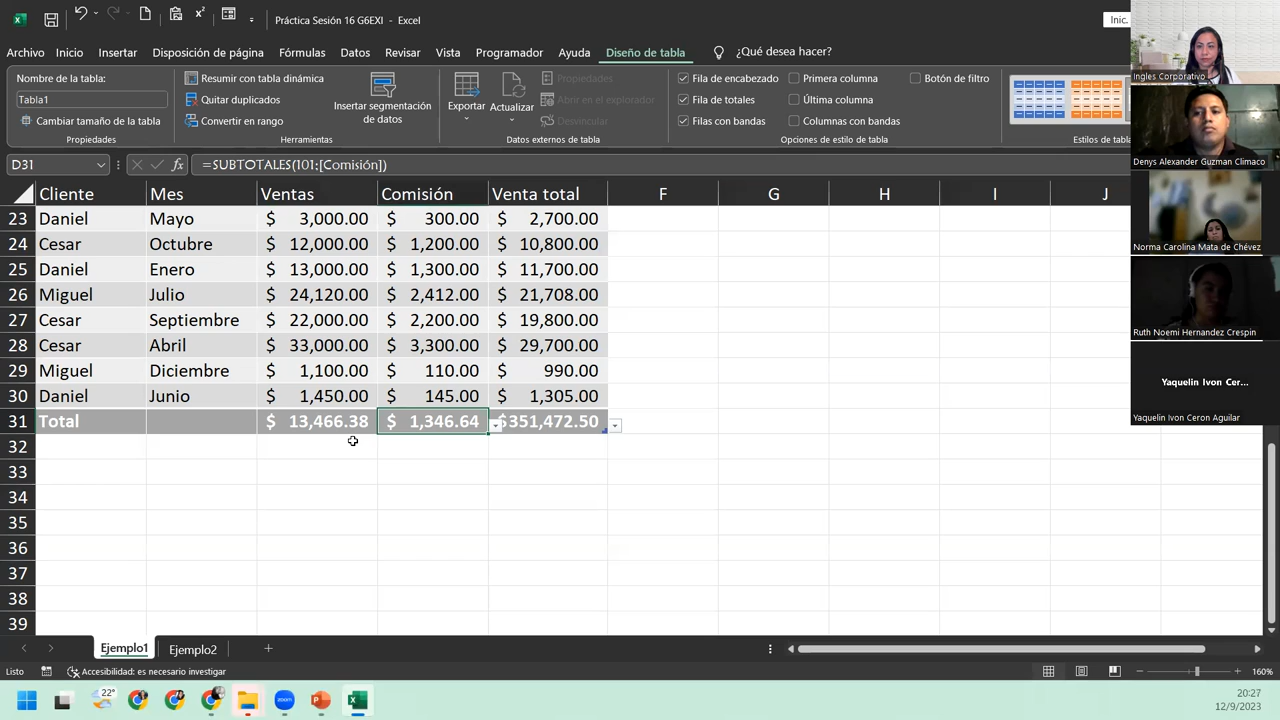 Práctica Sesión 16 G6EXI - Excel
Inic.
Archivo Inicio Insertar Disposición de página Fórmulas Datos Revisar Vista Programador Ayuda Diseño de tabla ¿Qué desea hacer?
Nombre de la tabla:
Tabla1
Cambiar tamaño de la tabla
Propiedades
Resumir con tabla dinámica
Quitar duplicados
Convertir en rango
Insertar segmentación
de datos
Herramientas
Exportar
Actualizar
Propiedades
Abrir en el explorador
Desvincular
Datos externos de tabla
Fila de encabezado
Fila de totales
Filas con bandas
Primera columna
Última columna
Columnas con bandas
Botón de filtro
Opciones de estilo de tabla
Estilos de tabla
D31
fx
=SUBTOTALES(101;[Comisión])
Cliente Mes Ventas Comisión Venta total F G H I J
23 Daniel Mayo $ 3,000.00 $ 300.00 $ 2,700.00
24 Cesar Octubre $ 12,000.00 $ 1,200.00 $ 10,800.00
25 Daniel Enero $ 13,000.00 $ 1,300.00 $ 11,700.00
26 Miguel Julio $ 24,120.00 $ 2,412.00 $ 21,708.00
27 Cesar Septiembre $ 22,000.00 $ 2,200.00 $ 19,800.00
28 Cesar Abril $ 33,000.00 $ 3,300.00 $ 29,700.00
29 Miguel Diciembre $ 1,100.00 $ 110.00 $ 990.00
30 Daniel Junio $ 1,450.00 $ 145.00 $ 1,305.00
31 Total $ 13,466.38 $ 1,346.64 $351,472.50
32
33
34
35
36
37
38
39
Ingles Corporativo
Denys Alexander Guzman Climaco
Norma Carolina Mata de Chévez
Ruth Noemi Hernandez Crespin
Yaquelin Ivon Cer...
Yaquelin Ivon Ceron Aguilar
Ejemplo1 Ejemplo2
Listo
Accesibilidad: es necesario investigar
160%
22°
zoom
20:27
12/9/2023